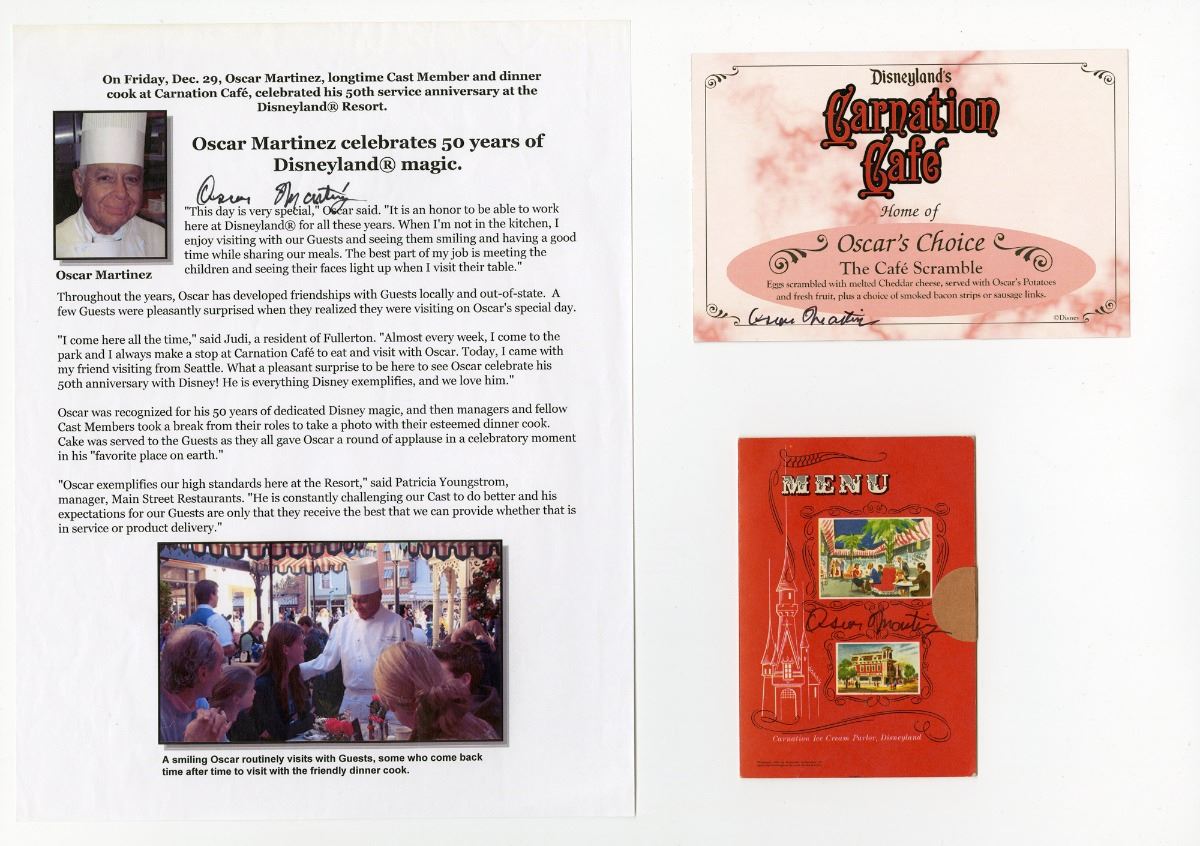 On Friday, Dec. 29, Oscar Martinez, longtime Cast Member and dinner
cook at Carnation Café, celebrated his 50th service anniversary at the
Disneyland® Resort.
Oscar Martinez celebrates 50 years of
Disneyland® magic.
Oscar Martinez
"This day is very special," Oscar said. "It is an honor to be able to work
here at Disneyland® for all these years. When I'm not in the kitchen, I
enjoy visiting with our Guests and seeing them smiling and having a good
time while sharing our meals. The best part of my job is meeting the
children and seeing their faces light up when I visit their table."
Oscar Martinez
Throughout the years, Oscar has developed friendships with Guests locally and out-of-state. A
few Guests were pleasantly surprised when they realized they were visiting on Oscar's special day.
"I come here all the time," said Judi, a resident of Fullerton. "Almost every week, I come to the
park and I always make a stop at Carnation Café to eat and visit with Oscar. Today, I came with
my friend visiting from Seattle. What a pleasant surprise to be here to see Oscar celebrate his
50th anniversary with Disney! He is everything Disney exemplifies, and we love him."
Oscar was recognized for his 50 years of dedicated Disney magic, and then managers and fellow
Cast Members took a break from their roles to take a photo with their esteemed dinner cook.
Cake was served to the Guests as they all gave Oscar a round of applause in a celebratory moment
in his "favorite place on earth."
"Oscar exemplifies our high standards here at the Resort," said Patricia Youngstrom,
manager, Main Street Restaurants. "He is constantly challenging our Cast to do better and his
expectations for our Guests are only that they receive the best that we can provide whether that is
in service or product delivery."
A smiling Oscar routinely visits with Guests, some who come back
time after time to visit with the friendly dinner cook.
Disneyland's
Carnation
Café
Home of
Oscar's Choice
The Café Scramble
Eggs scrambled with melted Cheddar cheese, served with Oscar's Potatoes
and fresh fruit, plus a choice of smoked bacon strips or sausage links.
Oscar Martinez
©Disney
MENU
Oscar Martinez
Carnation Ice Cream Parlor, Disneyland